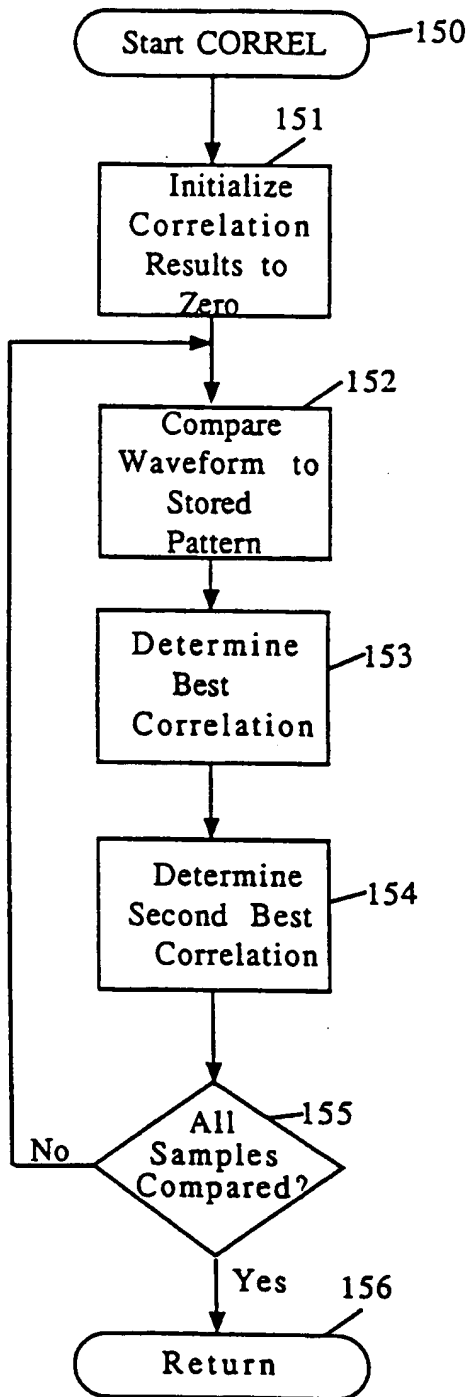 Start CORREL
150
151
Initialize
Correlation
Results to
Zero
152
Compare
Waveform to
Stored
Pattern
Determine
Best
Correlation
153
Determine
Second Best
Correlation
154
155
All
Samples
Compared?
No
Yes
156
Return